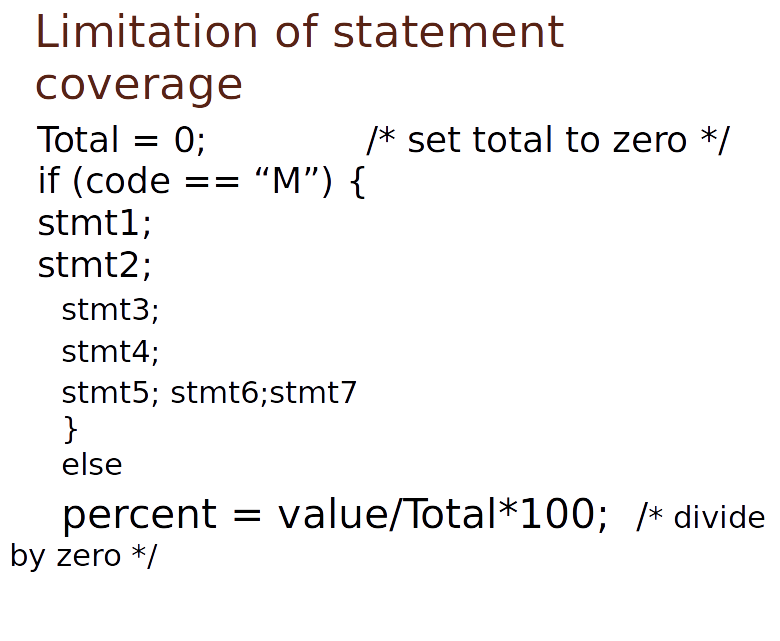 Limitation of statement
coverage
Total = 0; /* set total to zero */
if (code == “M”) {
stmt1;
stmt2;
stmt3;
stmt4;
stmt5; stmt6;stmt7
}
else
percent = value/Total*100; /* divide
by zero */